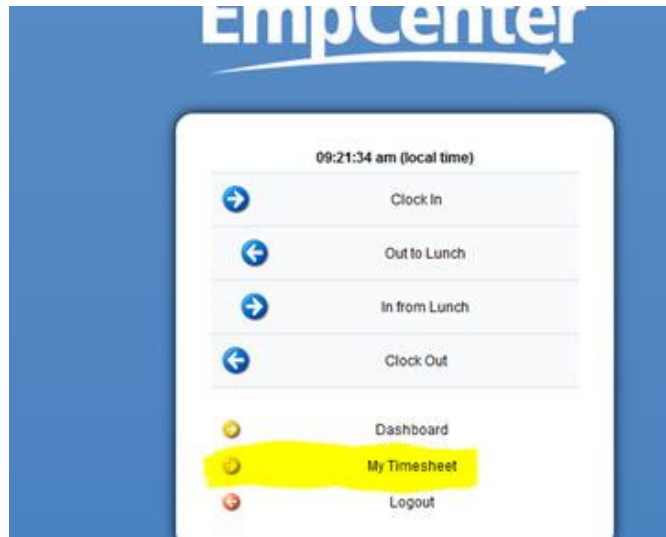 EmpCenter
09:21:34 am (local time)
Clock In
Out to Lunch
In from Lunch
Clock Out
Dashboard
My Timesheet
Logout